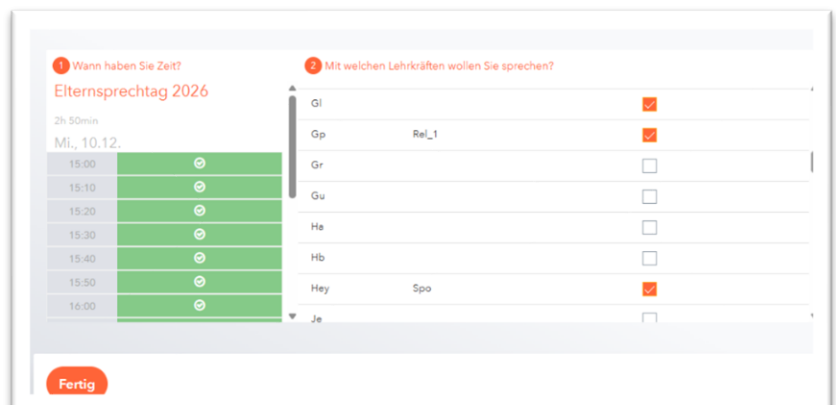 1 Wann haben Sie Zeit?
Elternsprechtag 2026
2h 50min
Mi., 10.12.
15:00
15:10
15:20
15:30
15:40
15:50
16:00
2 Mit welchen Lehrkräften wollen Sie sprechen?
Gl
Gp Rel_1
Gr
Gu
Ha
Hb
Hey Spo
Je
Fertig